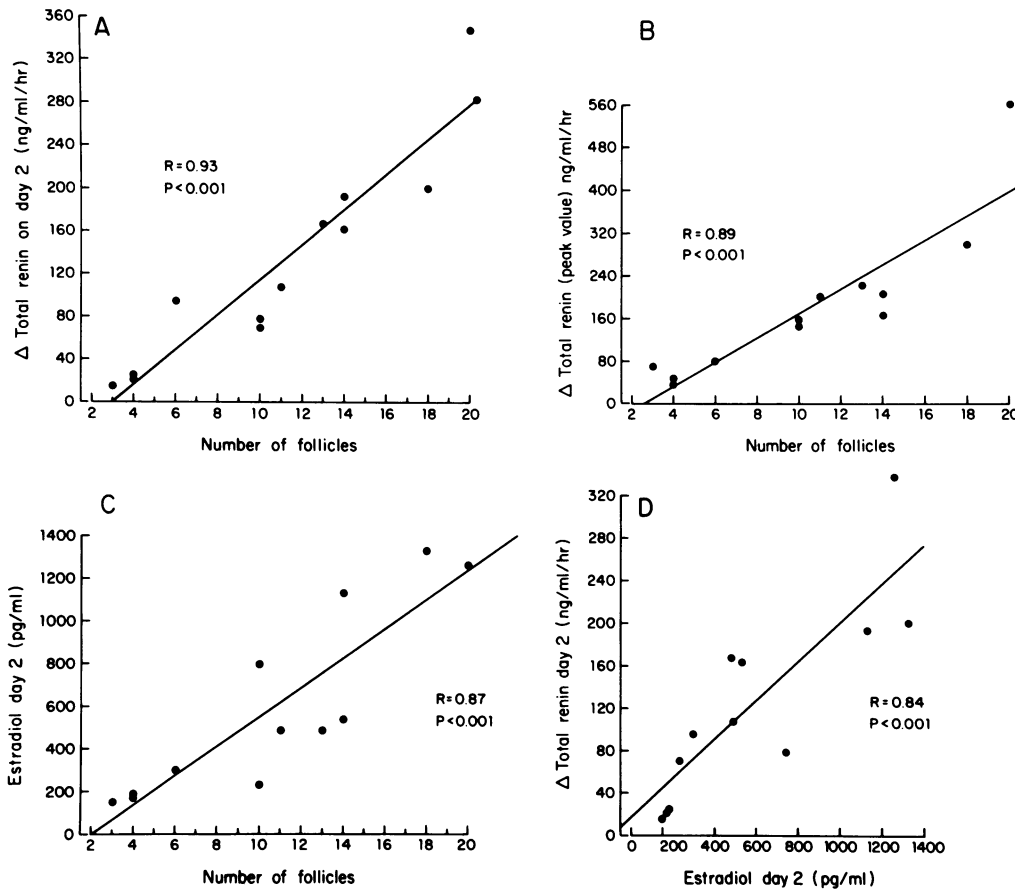 A
Δ Total renin on day 2 (ng/ml/hr)
360
320
280
240
200
160
120
80
40
0
R=0.93
P<0.001
2 4 6 8 10 12 14 16 18 20
Number of follicles
B
Δ Total renin (peak value) ng/ml/hr
560
480
400
320
240
160
80
0
R=0.89
P<0.001
2 4 6 8 10 12 14 16 18 20
Number of follicles
C
Estradiol day 2 (pg/ml)
1400
1200
1000
800
600
400
200
0
R=0.87
P<0.001
2 4 6 8 10 12 14 16 18 20
Number of follicles
D
Δ Total renin day 2 (ng/ml/hr)
320
280
240
200
160
120
80
40
0
R=0.84
P<0.001
0 200 400 600 800 1000 1200 1400
Estradiol day 2 (pg/ml)